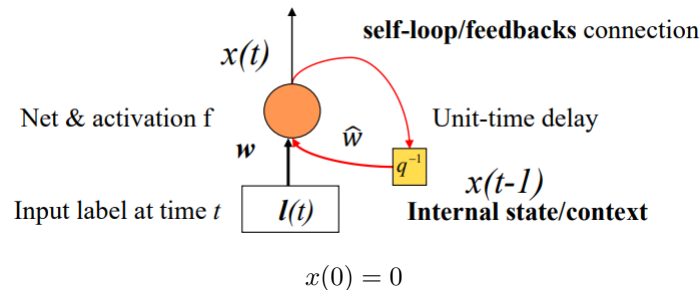 self-loop/feedbacks connection
x(t)
Net & activation f
Unit-time delay
w
ŵ
q⁻¹
x(t-1)
Input label at time t
l(t)
Internal state/context
x(0) = 0